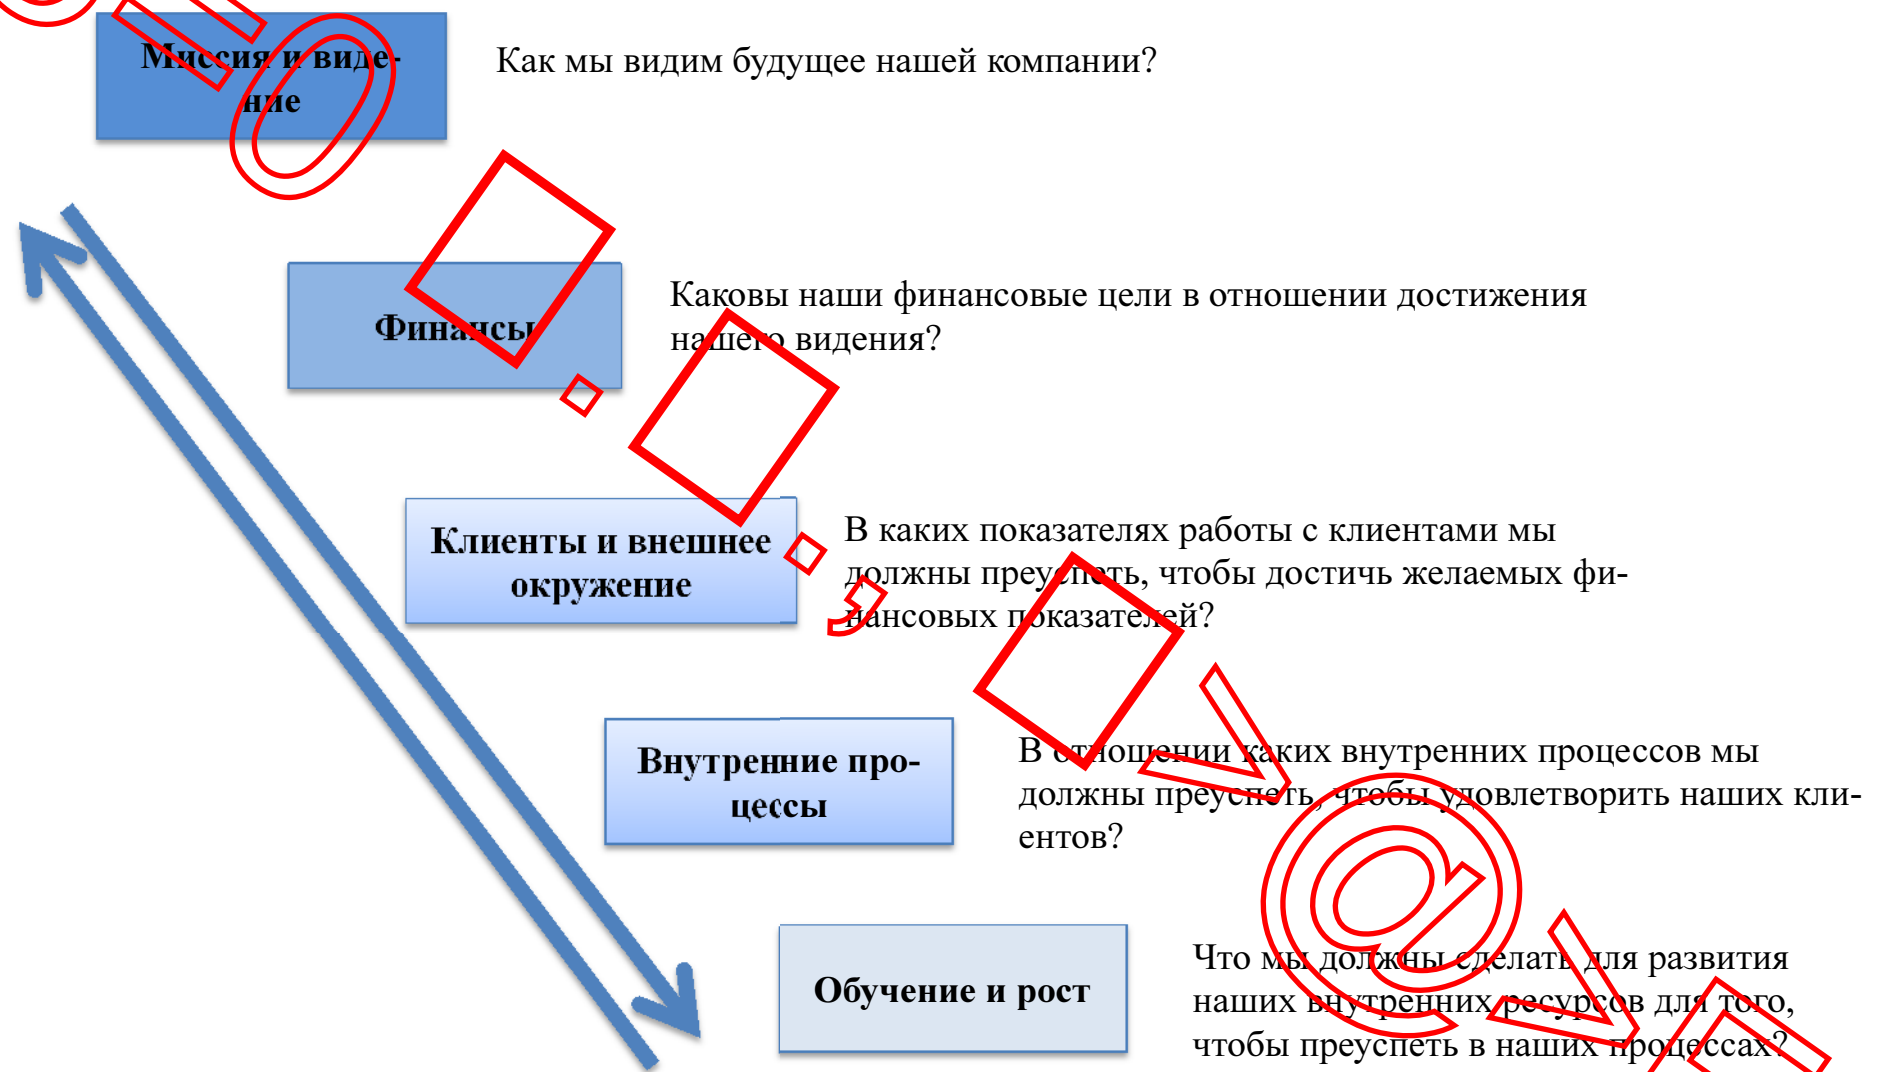 Миссия и виде-
ние
Как мы видим будущее нашей компании?
Финансы
Каковы наши финансовые цели в отношении достижения
нашего видения?
Клиенты и внешнее
окружение
В каких показателях работы с клиентами мы
должны преуспеть, чтобы достичь желаемых фи-
нансовых показателей?
Внутренние про-
цессы
В отношении каких внутренних процессов мы
должны преуспеть, чтобы удовлетворить наших кли-
ентов?
Обучение и рост
Что мы должны сделать для развития
наших внутренних ресурсов для того,
чтобы преуспеть в наших процессах?